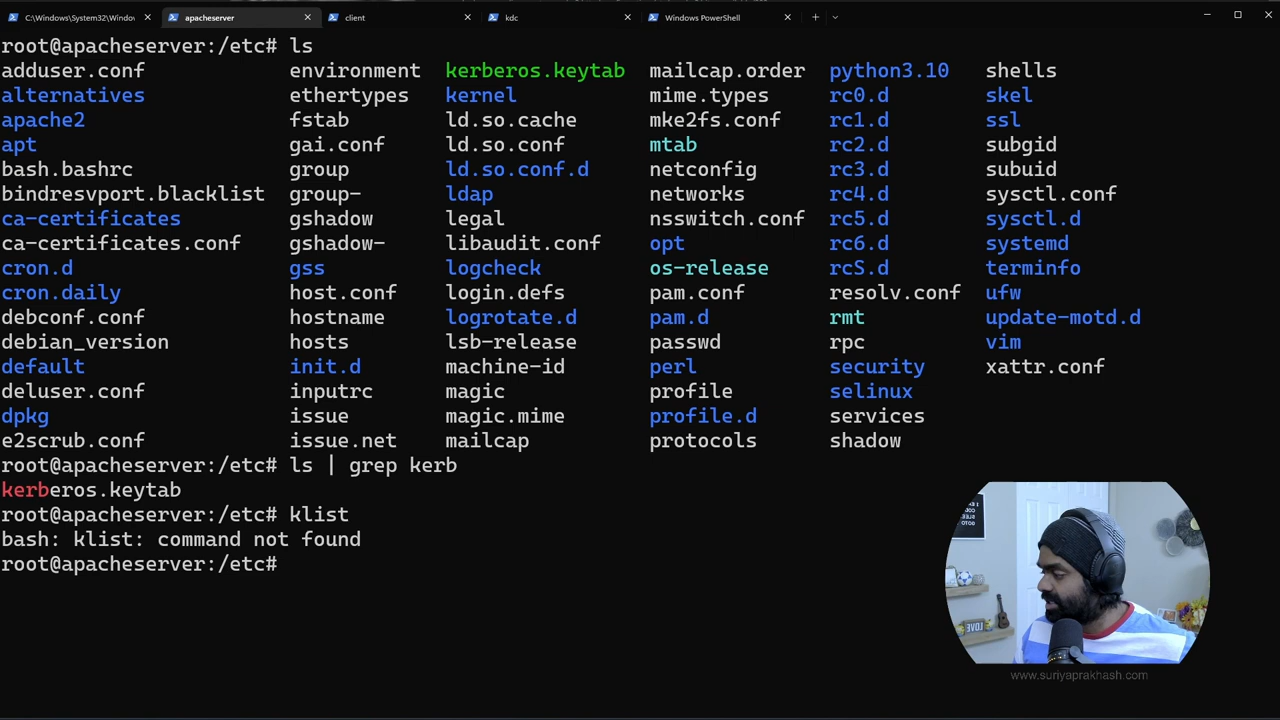 C:\Windows\System32\Window apacheserver client kdc Windows PowerShell
root@apacheserver:/etc# ls
adduser.conf environment kerberos.keytab mailcap.order python3.10 shells
alternatives ethertypes kernel mime.types rc0.d skel
apache2 fstab ld.so.cache mke2fs.conf rc1.d ssl
apt gai.conf ld.so.conf mtab rc2.d subgid
bash.bashrc group ld.so.conf.d netconfig rc3.d subuid
bindresvport.blacklist group- ldap networks rc4.d sysctl.conf
ca-certificates gshadow legal nsswitch.conf rc5.d sysctl.d
ca-certificates.conf gshadow- libaudit.conf opt rc6.d systemd
cron.d gss logcheck os-release rcS.d terminfo
cron.daily host.conf login.defs pam.conf resolv.conf ufw
debconf.conf hostname logrotate.d pam.d rmt update-motd.d
debian_version hosts lsb-release passwd rpc vim
default init.d machine-id perl security xattr.conf
deluser.conf inputrc magic profile selinux
dpkg issue magic.mime profile.d services
e2scrub.conf issue.net mailcap protocols shadow
root@apacheserver:/etc# ls | grep kerb
kerberos.keytab
root@apacheserver:/etc# klist
bash: klist: command not found
root@apacheserver:/etc#
LOVE
www.suriyaprakhash.com